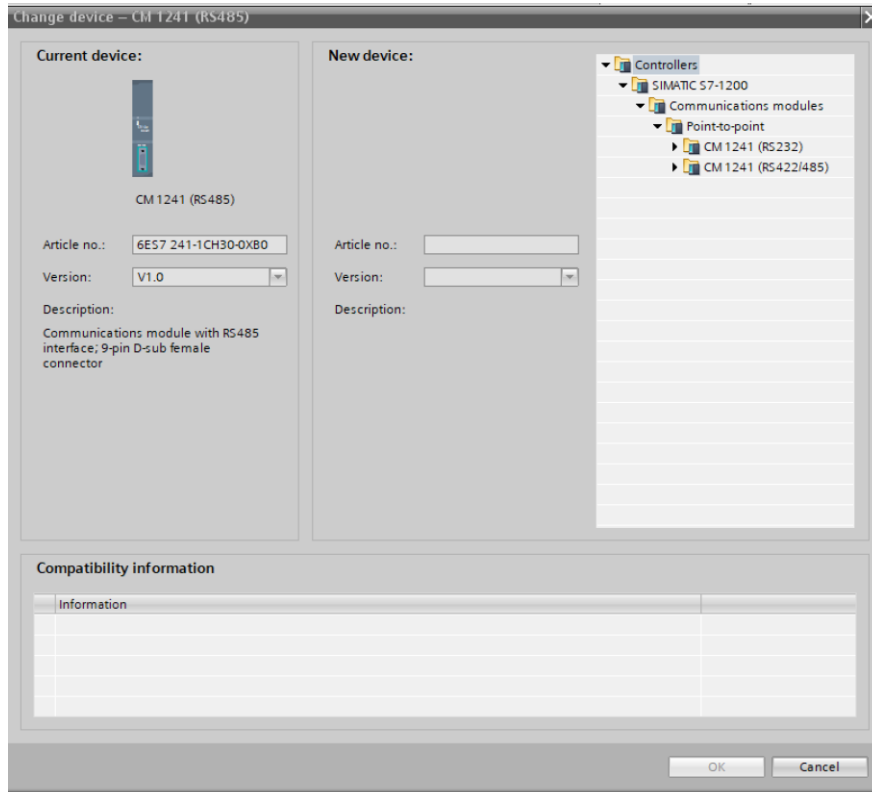 Change device – CM 1241 (RS485)
Current device:
CM 1241 (RS485)
Article no.:
6ES7 241-1CH30-0XB0
Version:
V1.0
Description:
Communications module with RS485
interface; 9-pin D-sub female
connector
New device:
Article no.:
Version:
Description:
Controllers
SIMATIC S7-1200
Communications modules
Point-to-point
CM 1241 (RS232)
CM 1241 (RS422/485)
Compatibility information
Information
OK
Cancel